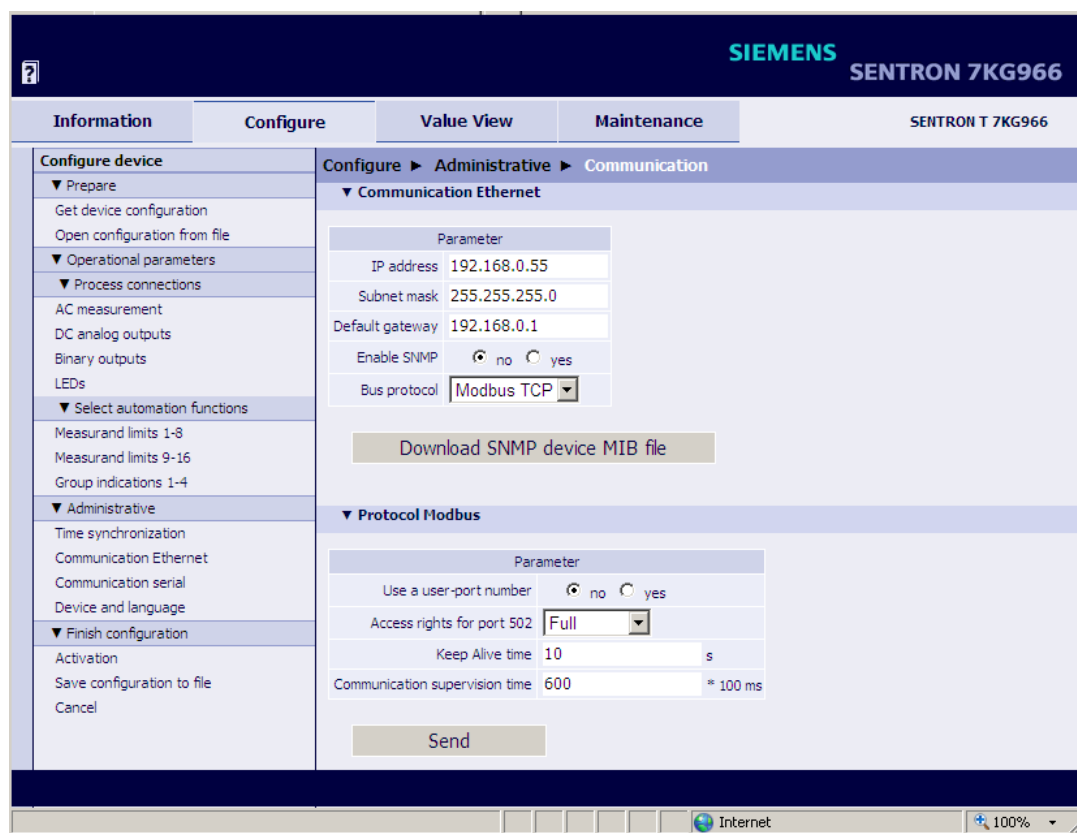 ?
SIEMENS
SENTRON 7KG966
Information Configure Value View Maintenance SENTRON T 7KG966
Configure device
▼ Prepare
Get device configuration
Open configuration from file
▼ Operational parameters
▼ Process connections
AC measurement
DC analog outputs
Binary outputs
LEDs
▼ Select automation functions
Measurand limits 1-8
Measurand limits 9-16
Group indications 1-4
▼ Administrative
Time synchronization
Communication Ethernet
Communication serial
Device and language
▼ Finish configuration
Activation
Save configuration to file
Cancel
Configure ► Administrative ► Communication
▼ Communication Ethernet
Parameter
IP address 192.168.0.55
Subnet mask 255.255.255.0
Default gateway 192.168.0.1
Enable SNMP no yes
Bus protocol Modbus TCP
Download SNMP device MIB file
▼ Protocol Modbus
Parameter
Use a user-port number no yes
Access rights for port 502 Full
Keep Alive time 10 s
Communication supervision time 600 * 100 ms
Send
Internet 100%